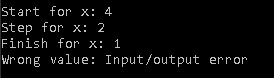 Start for x: 4
Step for x: 2
Finish for x: 1
Wrong value: Input/output error